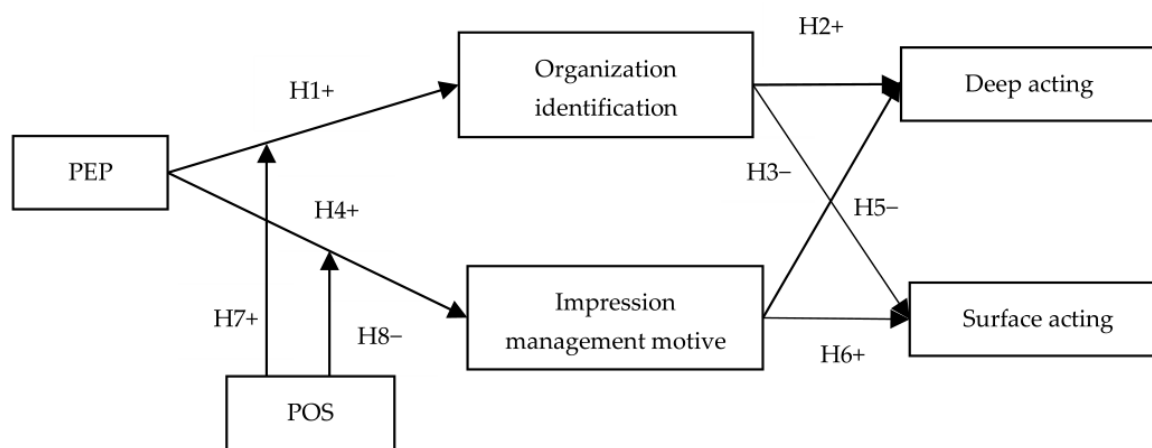 H2+
Organization
identification
Deep acting
H1+
PEP
H3−
H5−
H4+
Impression
management motive
Surface acting
H7+
H8−
H6+
POS